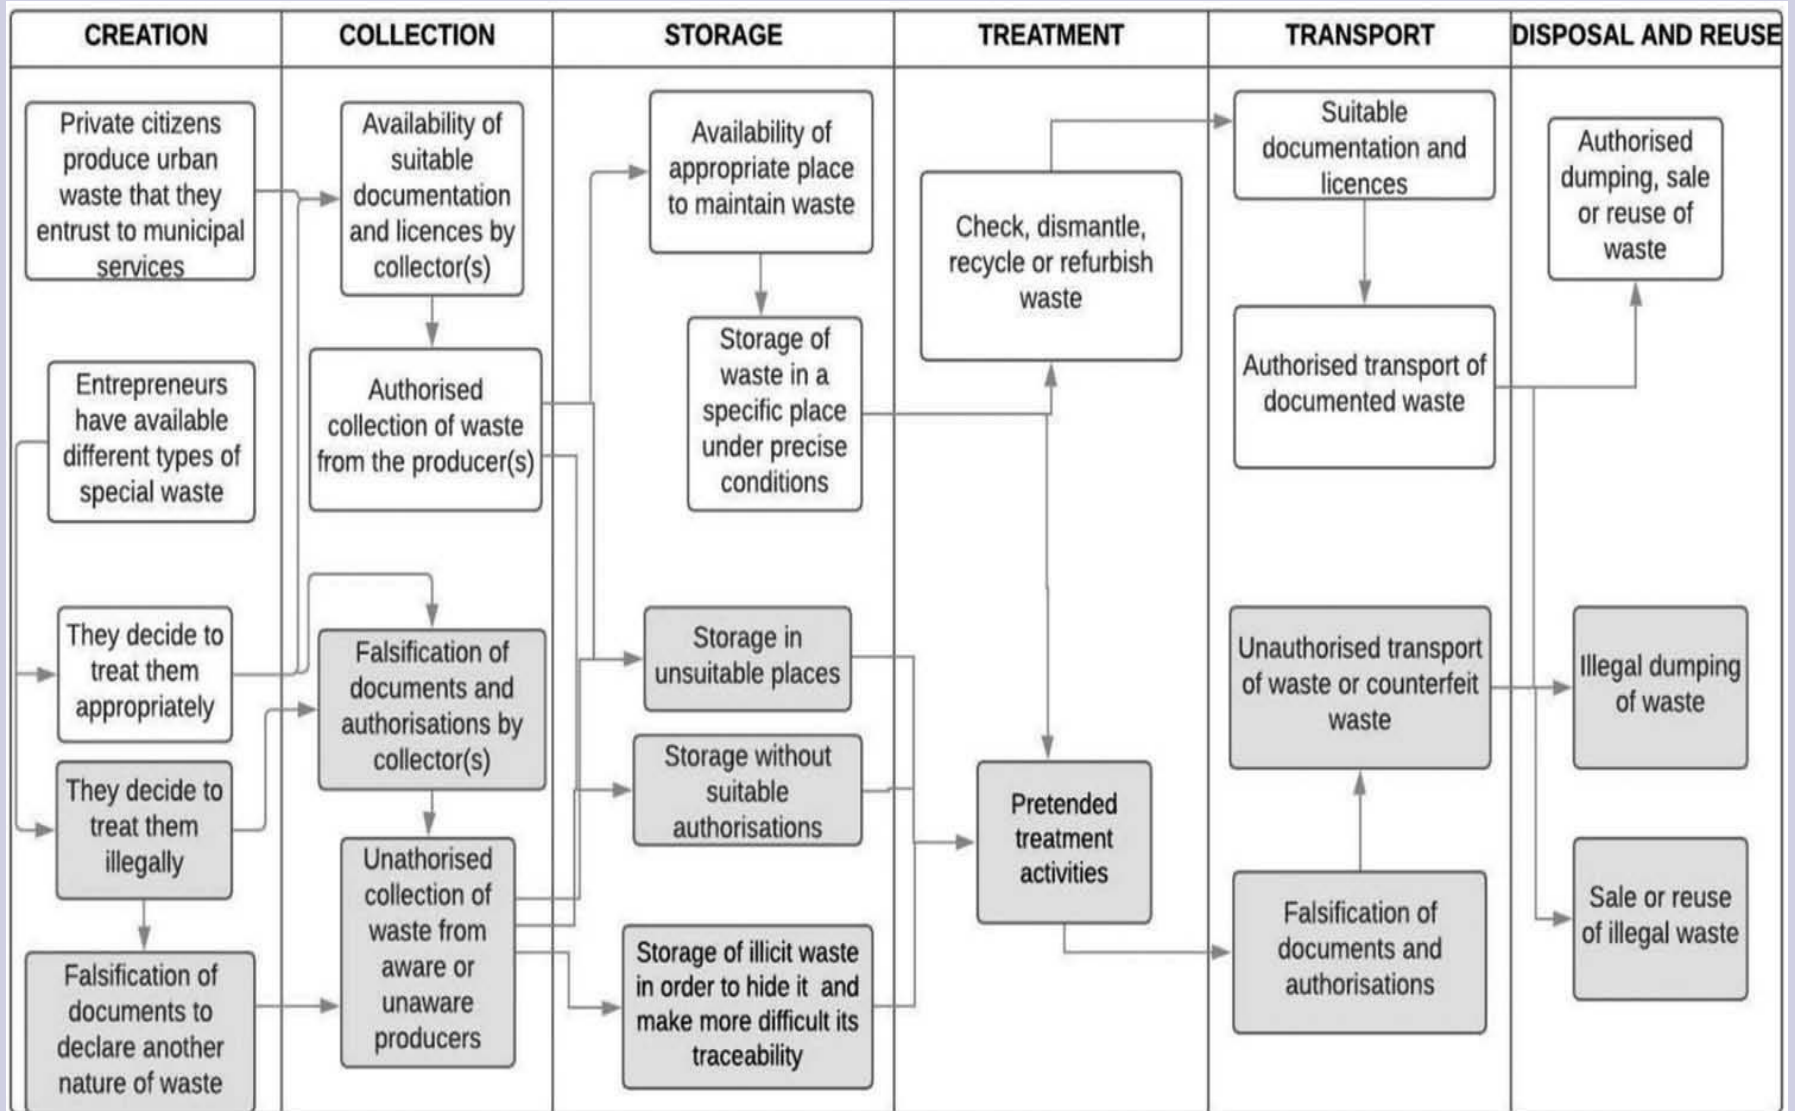 CREATION
COLLECTION
STORAGE
TREATMENT
TRANSPORT
DISPOSAL AND REUSE
Private citizens
produce urban
waste that they
entrust to municipal
services
Entrepreneurs
have available
different types of
special waste
They decide to
treat them
appropriately
They decide to
treat them
illegally
Falsification of
documents to
declare another
nature of waste
Availability of
suitable
documentation
and licences by
collector(s)
Authorised
collection of waste
from the producer(s)
Falsification of
documents and
authorisations by
collector(s)
Unathorised
collection of
waste from
aware or
unaware
producers
Availability of
appropriate place
to maintain waste
Storage of
waste in a
specific place
under precise
conditions
Storage in
unsuitable places
Storage without
suitable
authorisations
Storage of illicit waste
in order to hide it and
make more difficult its
traceability
Check, dismantle,
recycle or refurbish
waste
Pretended
treatment
activities
Suitable
documentation and
licences
Authorised transport of
documented waste
Unauthorised transport
of waste or counterfeit
waste
Falsification of
documents and
authorisations
Authorised
dumping, sale
or reuse of
waste
Illegal dumping
of waste
Sale or reuse
of illegal waste